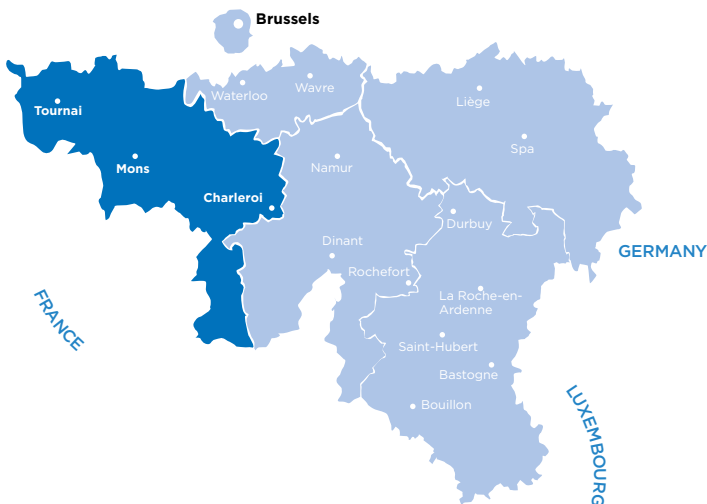 Brussels
Waterloo
Wavre
Liège
Tournai
Spa
Mons
Namur
Charleroi
Durbuy
Dinant
GERMANY
Rochefort
La Roche-en-
Ardenne
FRANCE
Saint-Hubert
Bastogne
Bouillon
LUXEMBOURG